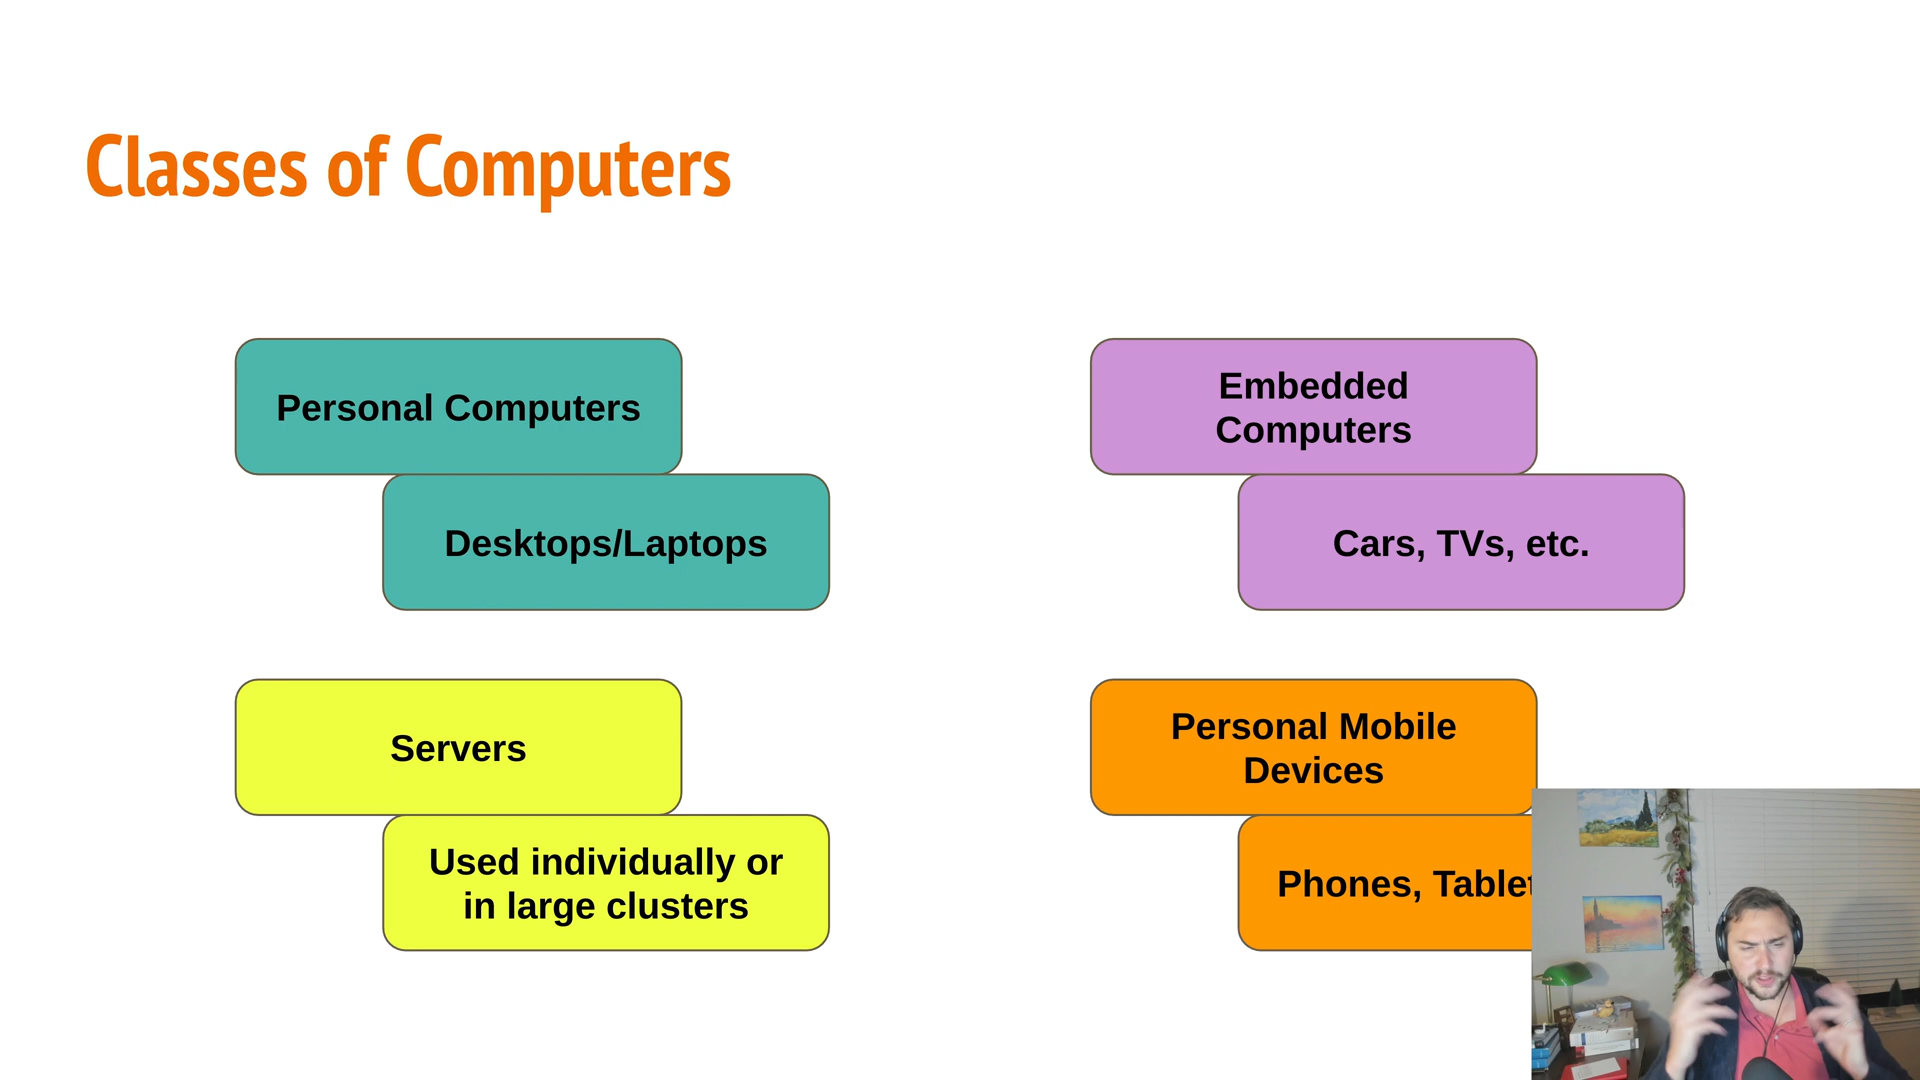 Classes of Computers
Personal Computers
Desktops/Laptops
Embedded
Computers
Cars, TVs, etc.
Servers
Used individually or
in large clusters
Personal Mobile
Devices
Phones,